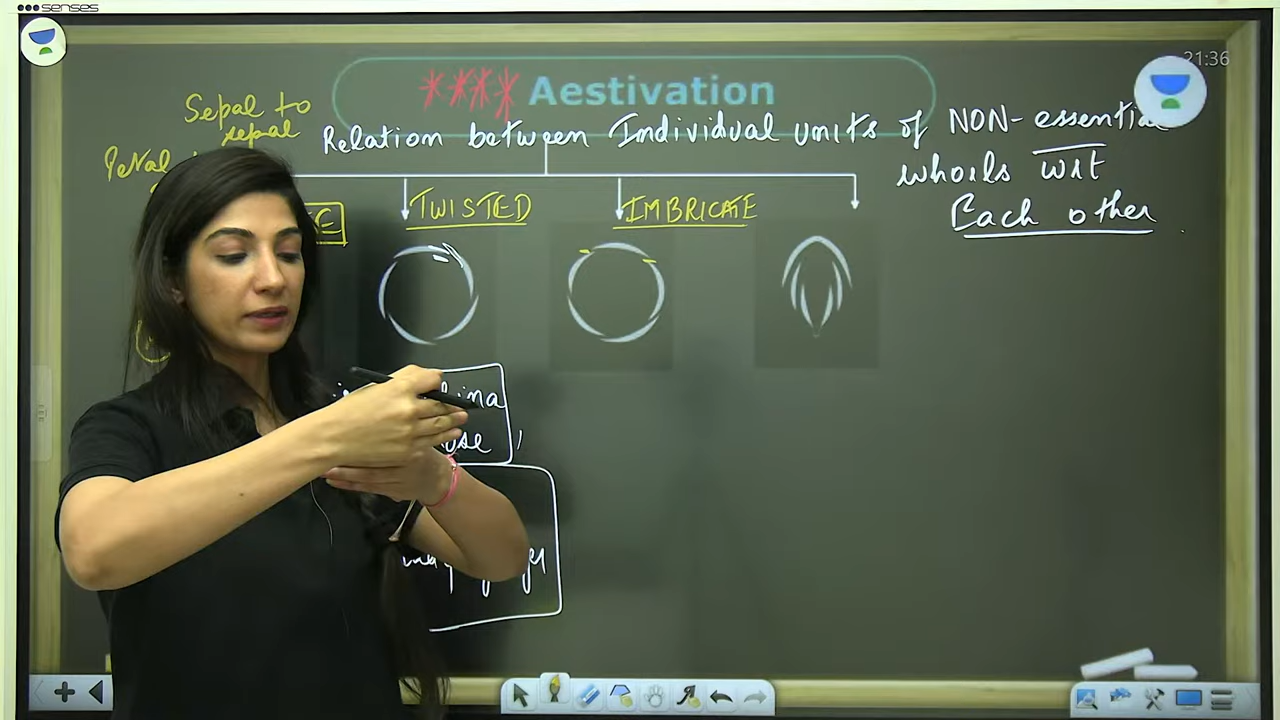 senses
21:36
**** Aestivation
Sepal to
sepal
Relation between Individual units of NON-essential
Petal
whorls wrt
Each other
TWISTED
IMBRICATE